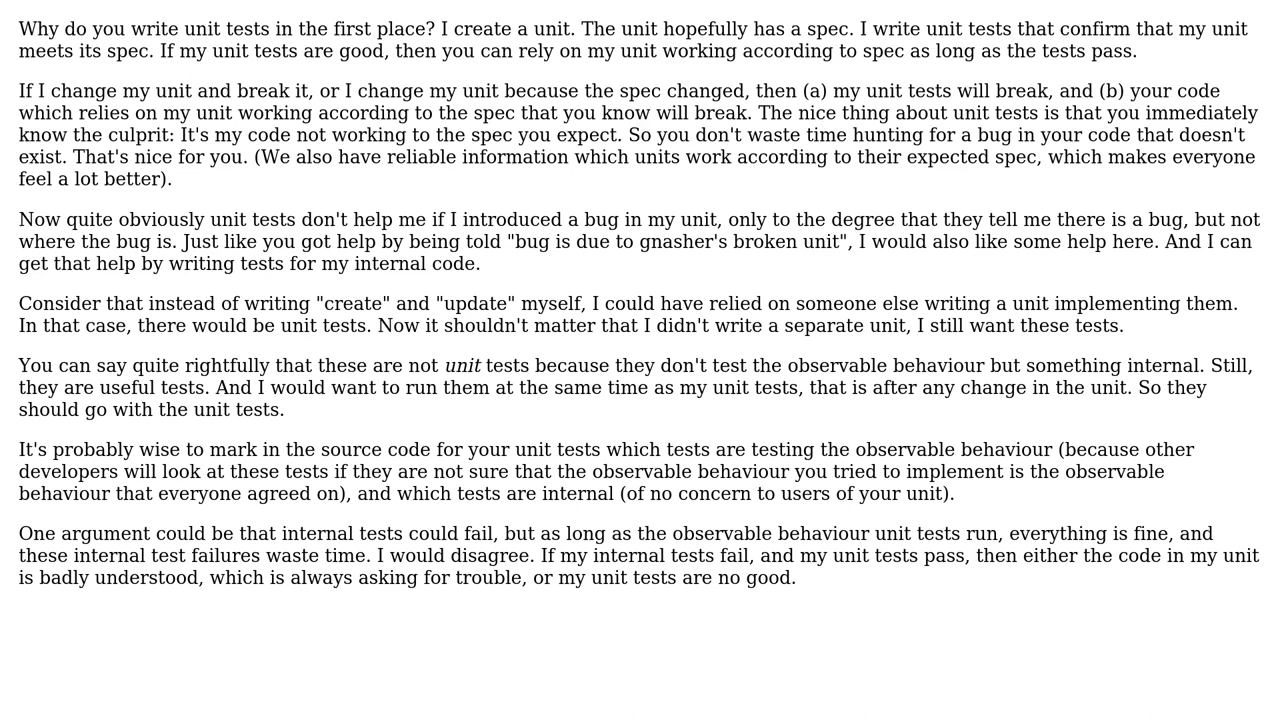 Why do you write unit tests in the first place? I create a unit. The unit hopefully has a spec. I write unit tests that confirm that my unit
meets its spec. If my unit tests are good, then you can rely on my unit working according to spec as long as the tests pass.
If I change my unit and break it, or I change my unit because the spec changed, then (a) my unit tests will break, and (b) your code
which relies on my unit working according to the spec that you know will break. The nice thing about unit tests is that you immediately
know the culprit: It's my code not working to the spec you expect. So you don't waste time hunting for a bug in your code that doesn't
exist. That's nice for you. (We also have reliable information which units work according to their expected spec, which makes everyone
feel a lot better).
Now quite obviously unit tests don't help me if I introduced a bug in my unit, only to the degree that they tell me there is a bug, but not
where the bug is. Just like you got help by being told "bug is due to gnasher's broken unit", I would also like some help here. And I can
get that help by writing tests for my internal code.
Consider that instead of writing "create" and "update" myself, I could have relied on someone else writing a unit implementing them.
In that case, there would be unit tests. Now it shouldn't matter that I didn't write a separate unit, I still want these tests.
You can say quite rightfully that these are not unit tests because they don't test the observable behaviour but something internal. Still,
they are useful tests. And I would want to run them at the same time as my unit tests, that is after any change in the unit. So they
should go with the unit tests.
It's probably wise to mark in the source code for your unit tests which tests are testing the observable behaviour (because other
developers will look at these tests if they are not sure that the observable behaviour you tried to implement is the observable
behaviour that everyone agreed on), and which tests are internal (of no concern to users of your unit).
One argument could be that internal tests could fail, but as long as the observable behaviour unit tests run, everything is fine, and
these internal test failures waste time. I would disagree. If my internal tests fail, and my unit tests pass, then either the code in my unit
is badly understood, which is always asking for trouble, or my unit tests are no good.